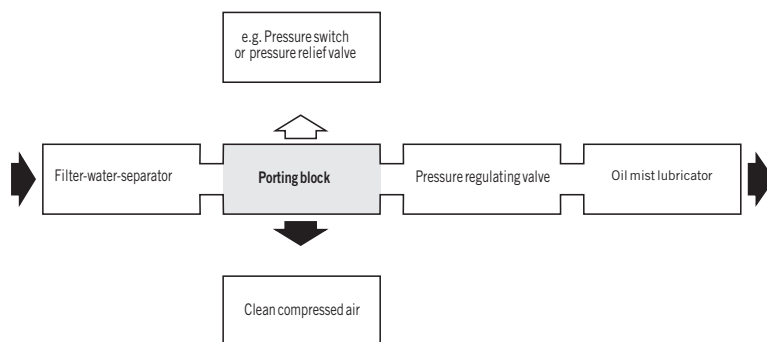 e.g. Pressure switch
or pressure relief valve
Filter-water-separator
Porting block
Pressure regulating valve
Oil mist lubricator
Clean compressed air